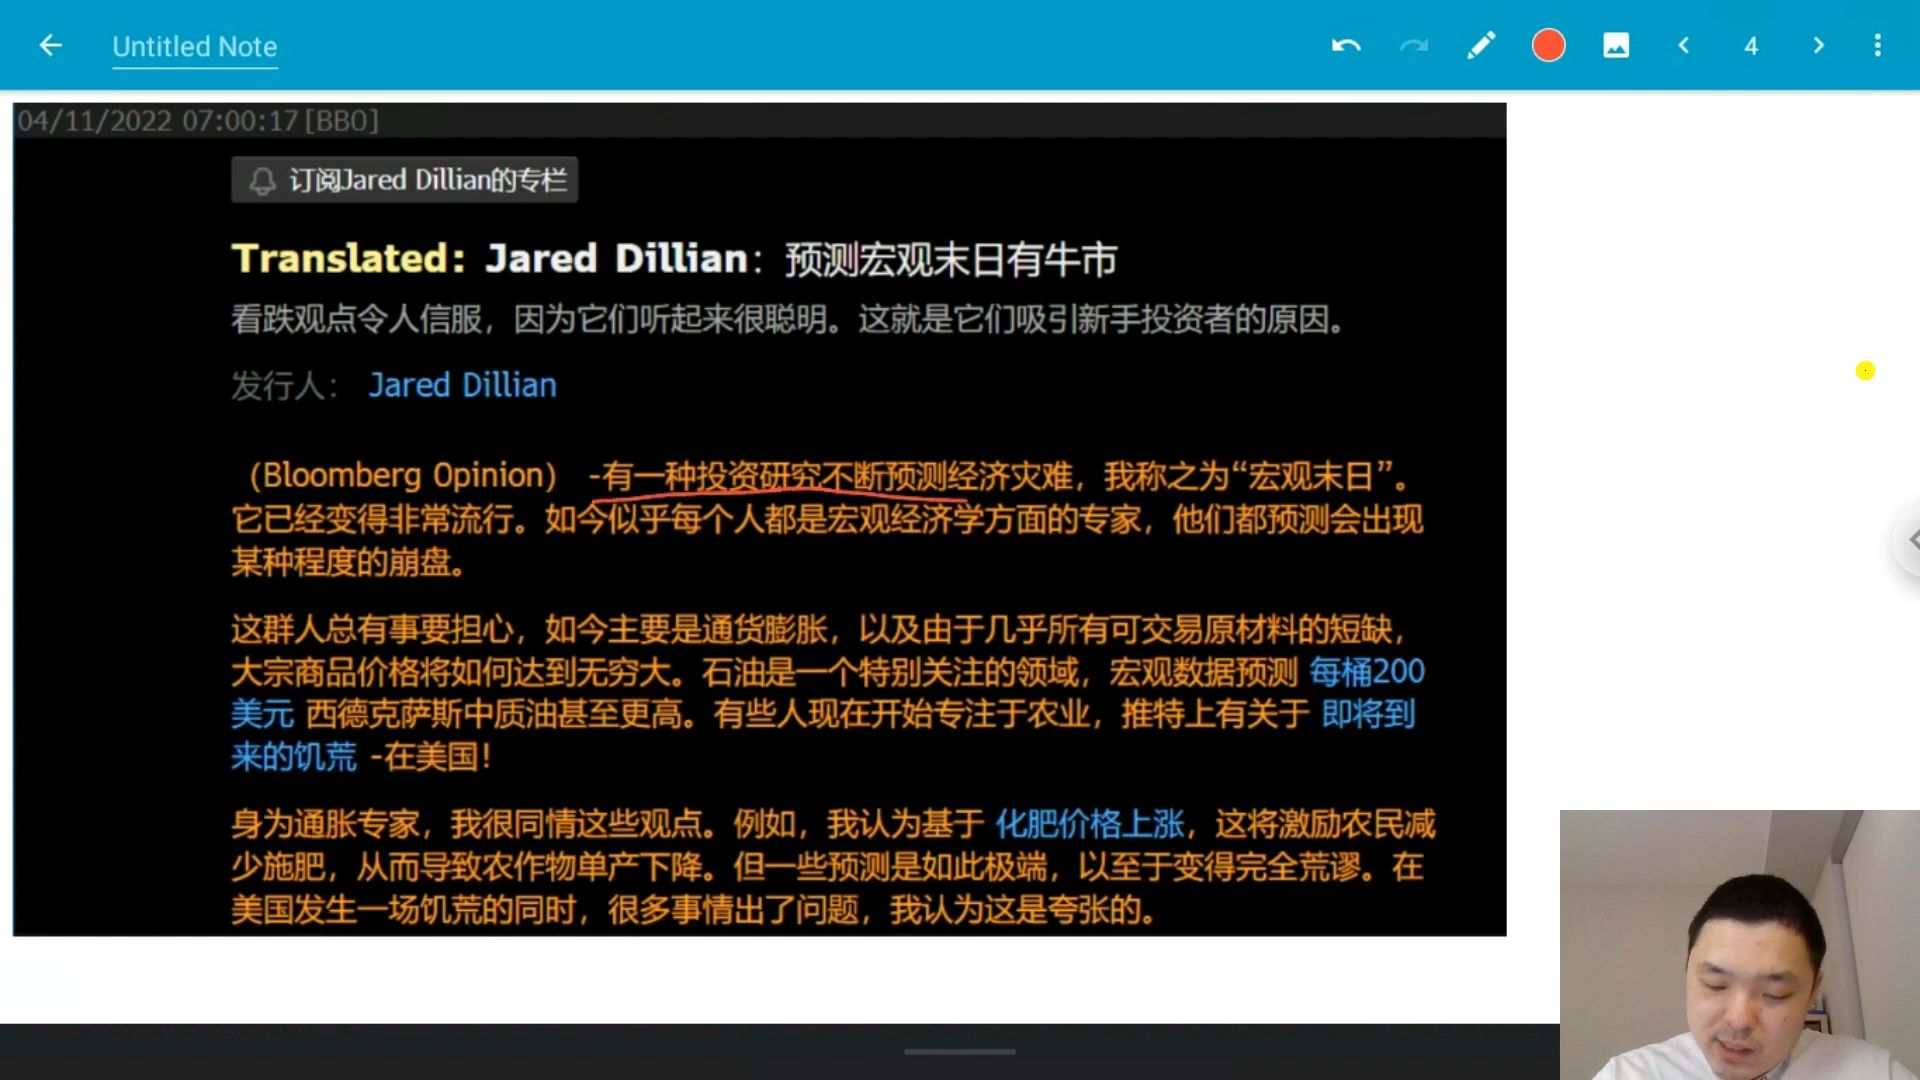 Untitled Note
4
04/11/2022 07:00:17[BBO]
订阅Jared Dillian的专栏
Translated: Jared Dillian: 预测宏观末日有牛市
看跌观点令人信服，因为它们听起来很聪明。这就是它们吸引新手投资者的原因。
发行人： Jared Dillian
（Bloomberg Opinion） -有一种投资研究不断预测经济灾难，我称之为“宏观末日”。
它已经变得非常流行。如今似乎每个人都是宏观经济学方面的专家，他们都预测会出现
某种程度的崩盘。
这群人总有事要担心，如今主要是通货膨胀，以及由于几乎所有可交易原材料的短缺，
大宗商品价格将如何达到无穷大。石油是一个特别关注的领域，宏观数据预测 每桶200
美元 西德克萨斯中质油甚至更高。有些人现在开始专注于农业，推特上有关于 即将到
来的饥荒 -在美国！
身为通胀专家，我很同情这些观点。例如，我认为基于 化肥价格上涨，这将激励农民减
少施肥，从而导致农作物单产下降。但一些预测是如此极端，以至于变得完全荒谬。在
美国发生一场饥荒的同时，很多事情出了问题，我认为这是夸张的。